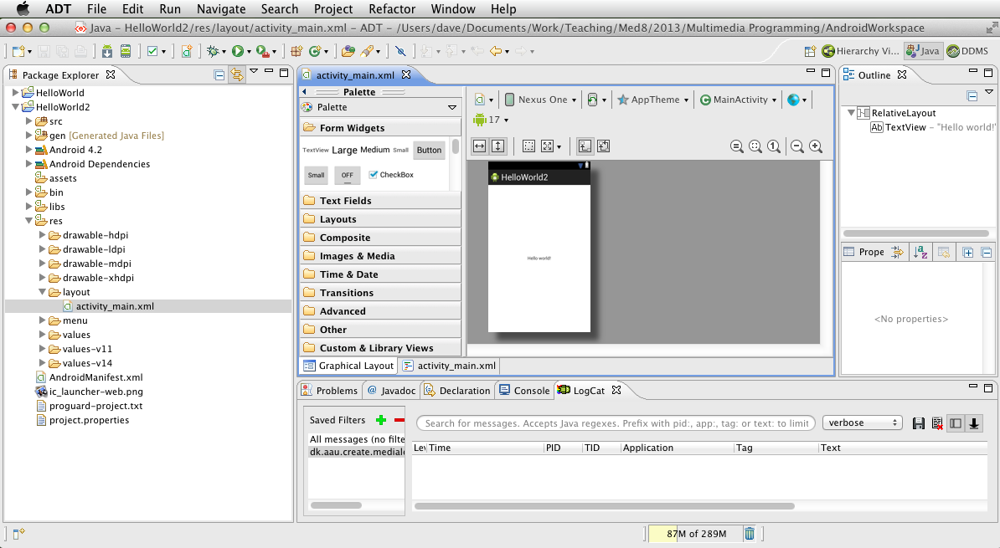 ADT File Edit Run Navigate Search Project Refactor Window Help
Java – HelloWorld2/res/layout/activity_main.xml – ADT – /Users/dave/Documents/Work/Teaching/Med8/2013/Multimedia Programming/AndroidWorkspace
Hierarchy Vi... Java DDMS
Package Explorer
HelloWorld
HelloWorld2
src
gen [Generated Java Files]
Android 4.2
Android Dependencies
assets
bin
libs
res
drawable-hdpi
drawable-ldpi
drawable-mdpi
drawable-xhdpi
layout
activity_main.xml
menu
values
values-v11
values-v14
AndroidManifest.xml
ic_launcher-web.png
proguard-project.txt
project.properties
activity_main.xml
Palette
Palette
Form Widgets
TextView Large Medium Small Button
Small OFF CheckBox
Text Fields
Layouts
Composite
Images & Media
Time & Date
Transitions
Advanced
Other
Custom & Library Views
Graphical Layout activity_main.xml
Nexus One AppTheme MainActivity
17
1
HelloWorld2
Hello world!
Outline
RelativeLayout
Ab TextView – "Hello world!"
Prope
<No properties>
Problems @ Javadoc Declaration Console LogCat
Saved Filters
All messages (no filte
dk.aau.create.medial
Search for messages. Accepts Java regexes. Prefix with pid:, app:, tag: or text: to limit
verbose
Lev Time PID TID Application Tag Text
87M of 289M